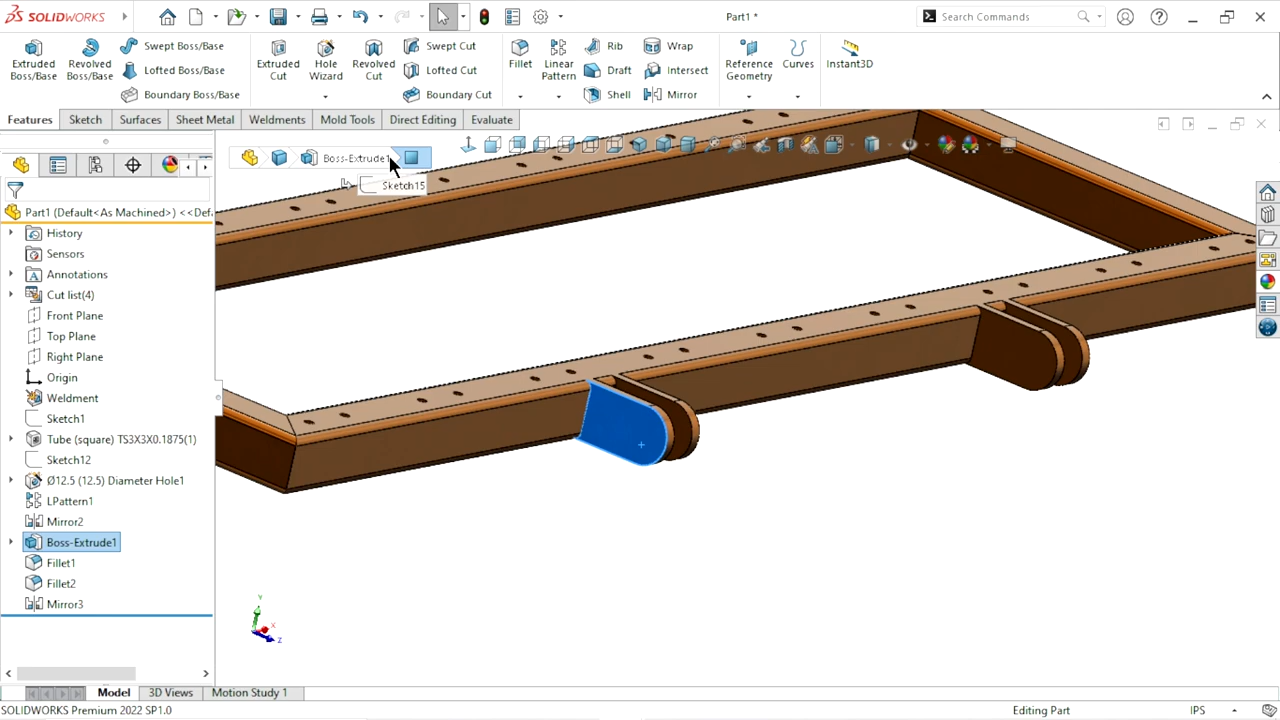 SOLIDWORKS
Part1 *
Search Commands
Extruded Boss/Base
Revolved Boss/Base
Swept Boss/Base
Lofted Boss/Base
Boundary Boss/Base
Extruded Cut
Hole Wizard
Revolved Cut
Swept Cut
Lofted Cut
Boundary Cut
Fillet
Linear Pattern
Rib
Draft
Shell
Wrap
Intersect
Mirror
Reference Geometry
Curves
Instant3D
Features
Sketch
Surfaces
Sheet Metal
Weldments
Mold Tools
Direct Editing
Evaluate
Boss-Extrude1
Sketch15
Part1 (Default<As Machined>) <<Def
History
Sensors
Annotations
Cut list(4)
Front Plane
Top Plane
Right Plane
Origin
Weldment
Sketch1
Tube (square) TS3X3X0.1875(1)
Sketch12
Ø12.5 (12.5) Diameter Hole1
LPattern1
Mirror2
Boss-Extrude1
Fillet1
Fillet2
Mirror3
Y
X
Z
Model
3D Views
Motion Study 1
SOLIDWORKS Premium 2022 SP1.0
Editing Part
IPS